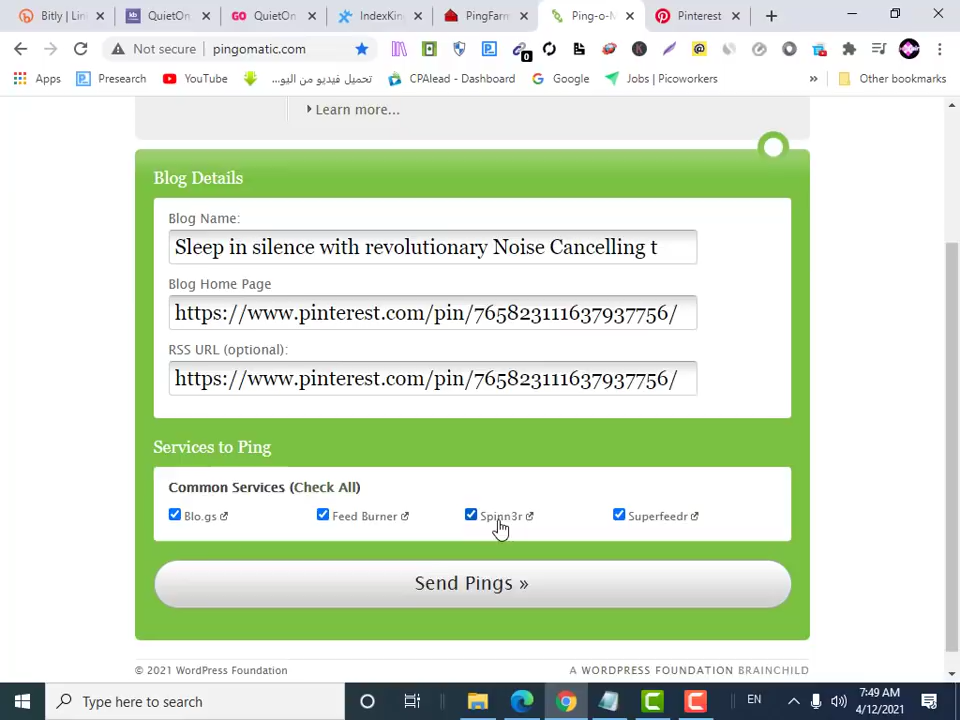 Bitly | Lin
QuietOn
QuietOn
IndexKin
PingFarm
Ping-o-M
Pinterest
Not secure
pingomatic.com
0
Apps
Presearch
YouTube
تحميل فيديو من اليو...
CPAlead - Dashboard
Google
Jobs | Picoworkers
»
Other bookmarks
Learn more...
Blog Details
Blog Name:
Sleep in silence with revolutionary Noise Cancelling t
Blog Home Page
https://www.pinterest.com/pin/765823111637937756/
RSS URL (optional):
https://www.pinterest.com/pin/765823111637937756/
Services to Ping
Common Services (Check All)
Blo.gs
Feed Burner
Spinn3r
Superfeedr
Send Pings »
© 2021 WordPress Foundation
A WORDPRESS FOUNDATION BRAINCHILD
Type here to search
EN
7:49 AM
4/12/2021